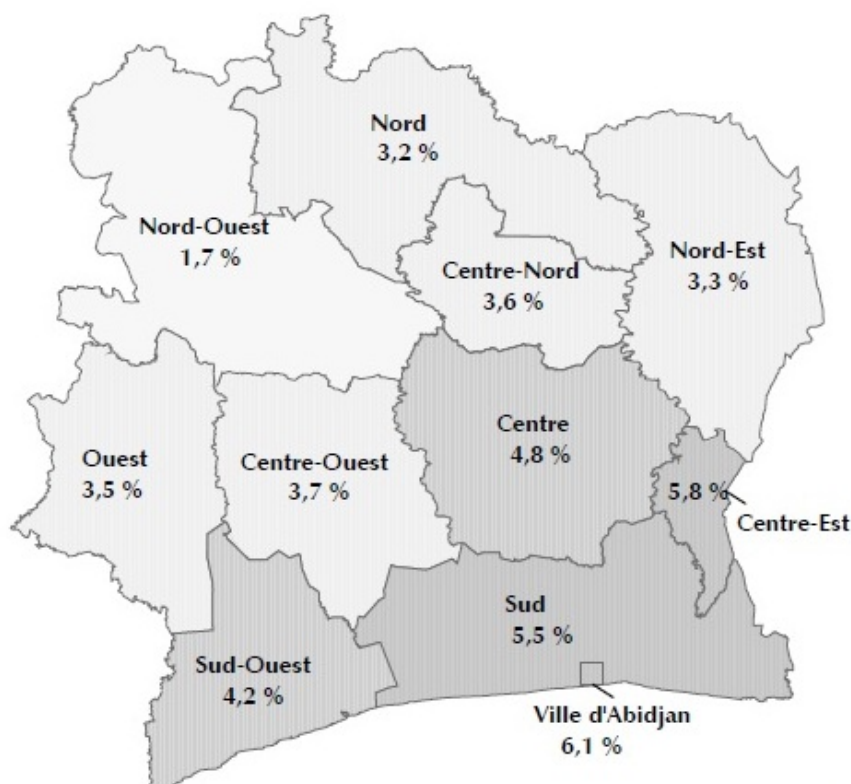 Nord
3,2 %
Nord-Ouest
1,7 %
Centre-Nord
3,6 %
Nord-Est
3,3 %
Ouest
3,5 %
Centre-Ouest
3,7 %
Centre
4,8 %
5,8 %
Centre-Est
Sud
5,5 %
Sud-Ouest
4,2 %
Ville d'Abidjan
6,1 %